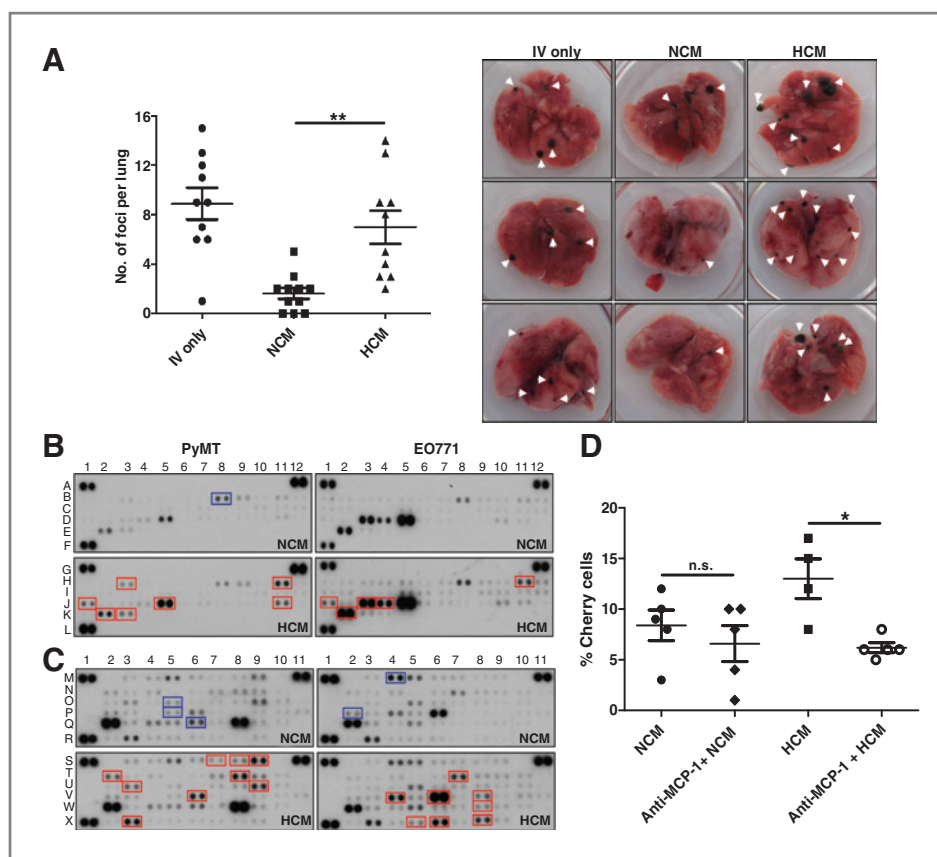 A
IV only NCM HCM
**
16
12
8
4
0
No. of foci per lung
IV only NCM HCM
B
PyMT EO771
1 2 3 4 5 6 7 8 9 10 11 12 1 2 3 4 5 6 7 8 9 10 11 12
A
B
C
D
E
F
NCM NCM
G
H
I
J
K
L
HCM HCM
C
1 2 3 4 5 6 7 8 9 10 11 1 2 3 4 5 6 7 8 9 10 11
M
N
O
P
Q
R
NCM NCM
S
T
U
V
W
X
HCM HCM
D
20
15
10
5
0
% Cherry cells
n.s. *
NCM Anti-MCP-1+ NCM HCM Anti-MCP-1 + HCM